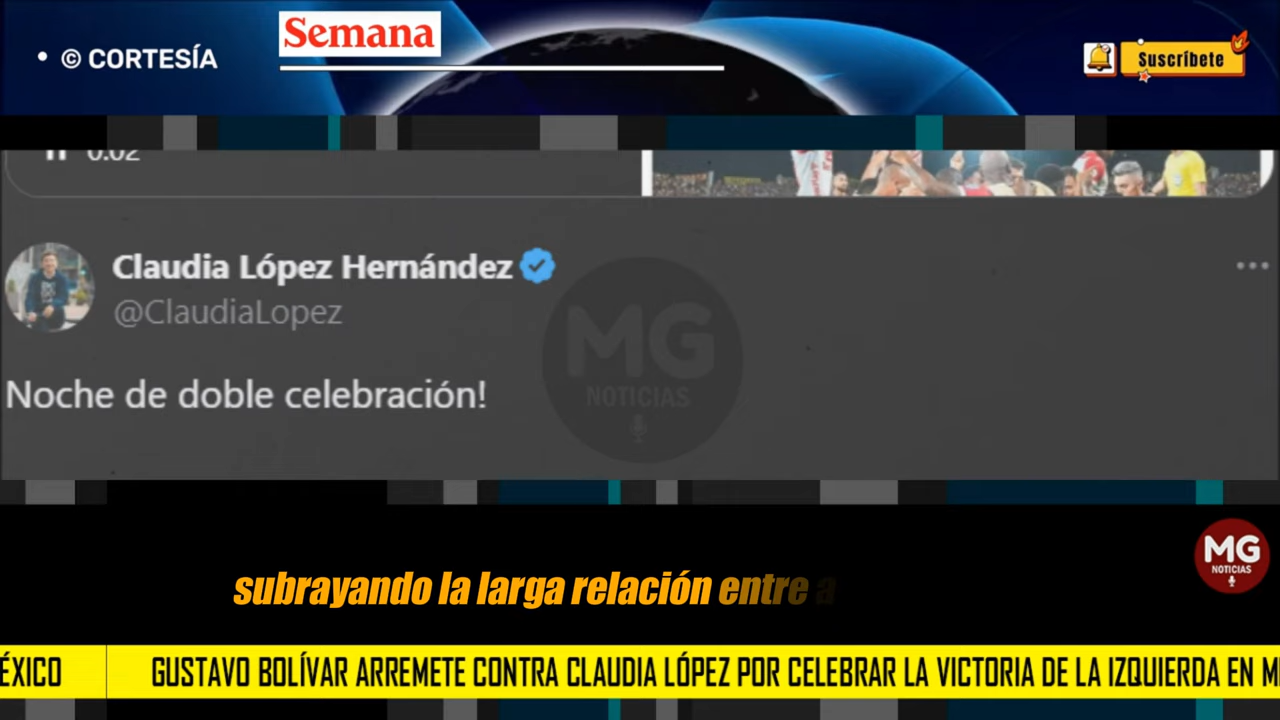 • © CORTESÍA
Semana
Suscríbete
0:02
Claudia López Hernández
@ClaudiaLopez
Noche de doble celebración!
MG
NOTICIAS
subrayando la larga relación entre a
MG
NOTICIAS
ÉXICO
GUSTAVO BOLÍVAR ARREMETE CONTRA CLAUDIA LÓPEZ POR CELEBRAR LA VICTORIA DE LA IZQUIERDA EN M